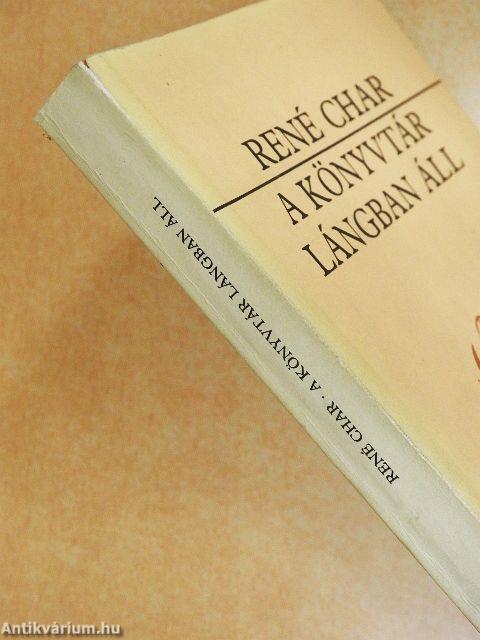 RENÉ CHAR
A KÖNYVTÁR
LÁNGBAN ÁLL
RENÉ CHAR · A KÖNYVTÁR LÁNGBAN ÁLL
Antikvárium.hu